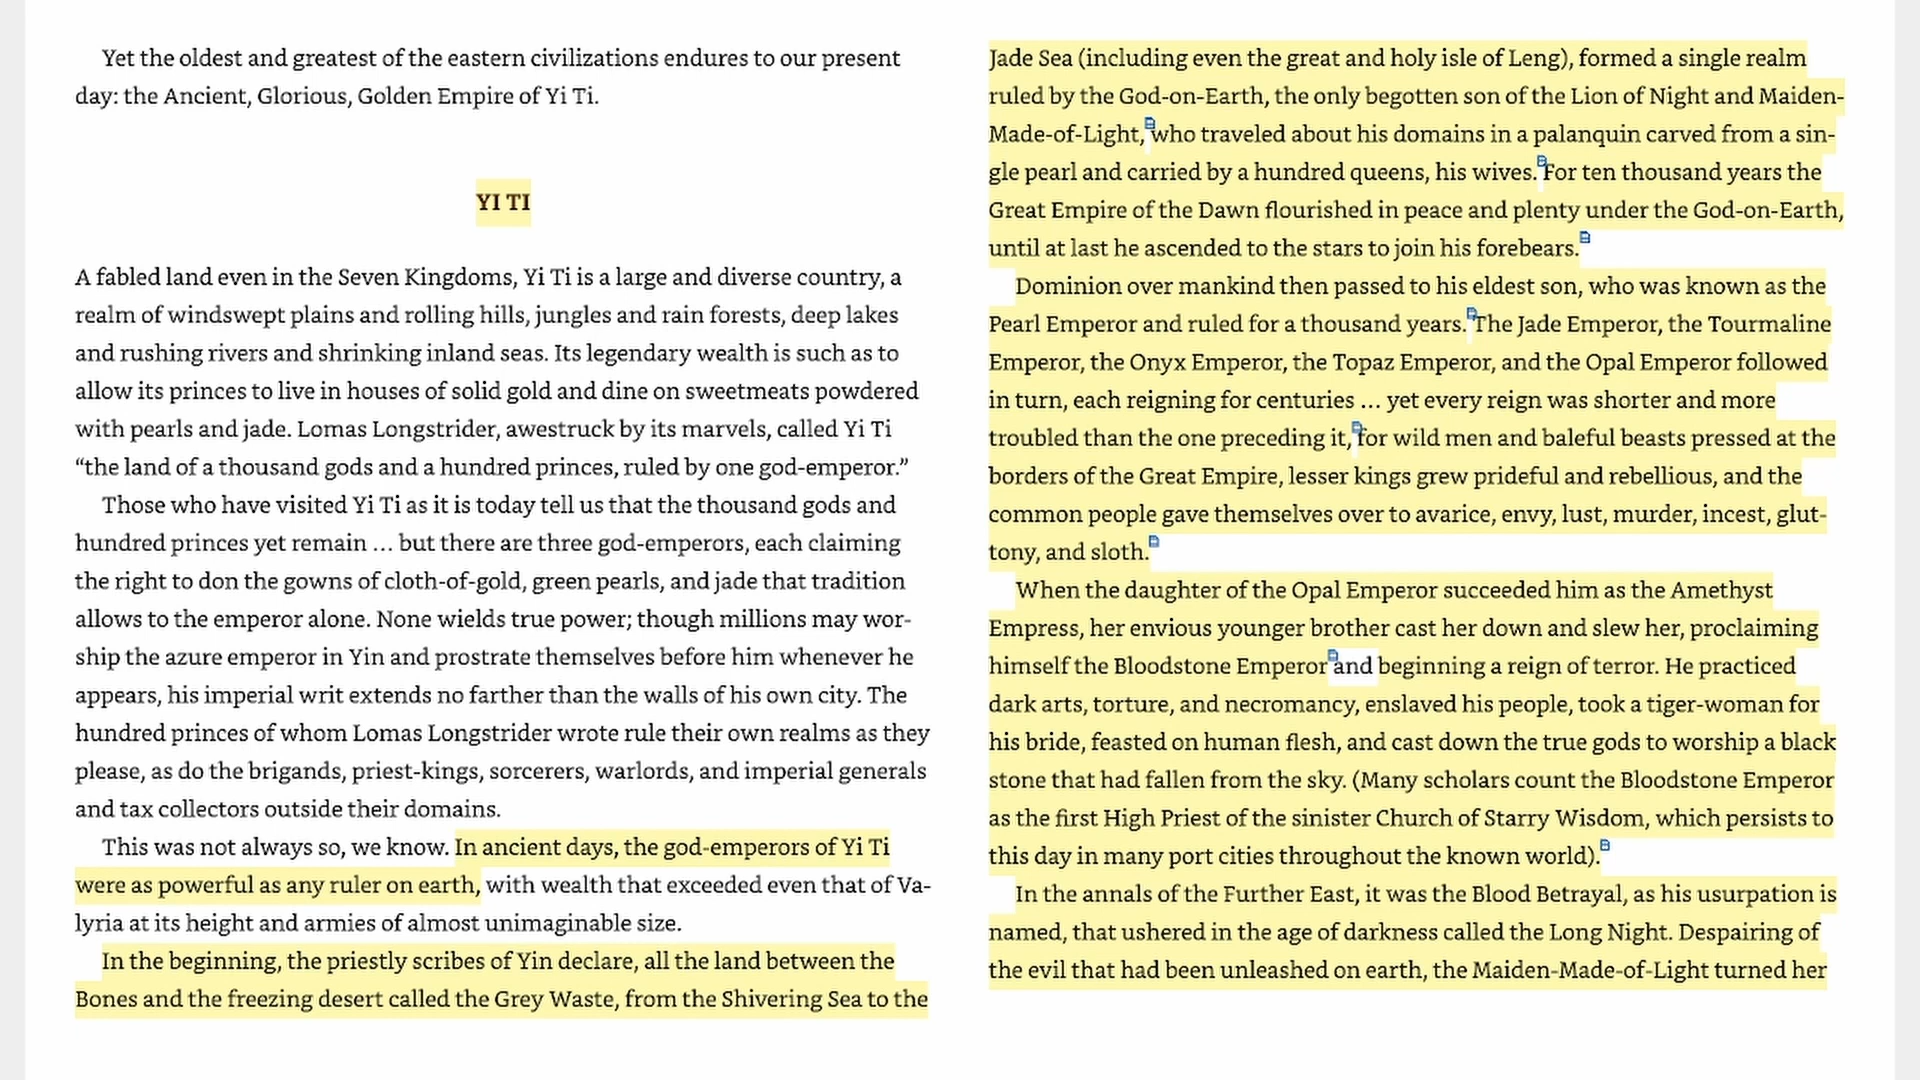 Yet the oldest and greatest of the eastern civilizations endures to our present
day: the Ancient, Glorious, Golden Empire of Yi Ti.
YI TI
A fabled land even in the Seven Kingdoms, Yi Ti is a large and diverse country, a
realm of windswept plains and rolling hills, jungles and rain forests, deep lakes
and rushing rivers and shrinking inland seas. Its legendary wealth is such as to
allow its princes to live in houses of solid gold and dine on sweetmeats powdered
with pearls and jade. Lomas Longstrider, awestruck by its marvels, called Yi Ti
“the land of a thousand gods and a hundred princes, ruled by one god-emperor.”
Those who have visited Yi Ti as it is today tell us that the thousand gods and
hundred princes yet remain … but there are three god-emperors, each claiming
the right to don the gowns of cloth-of-gold, green pearls, and jade that tradition
allows to the emperor alone. None wields true power; though millions may wor-
ship the azure emperor in Yin and prostrate themselves before him whenever he
appears, his imperial writ extends no farther than the walls of his own city. The
hundred princes of whom Lomas Longstrider wrote rule their own realms as they
please, as do the brigands, priest-kings, sorcerers, warlords, and imperial generals
and tax collectors outside their domains.
This was not always so, we know. In ancient days, the god-emperors of Yi Ti
were as powerful as any ruler on earth, with wealth that exceeded even that of Va-
lyria at its height and armies of almost unimaginable size.
In the beginning, the priestly scribes of Yin declare, all the land between the
Bones and the freezing desert called the Grey Waste, from the Shivering Sea to the
Jade Sea (including even the great and holy isle of Leng), formed a single realm
ruled by the God-on-Earth, the only begotten son of the Lion of Night and Maiden-
Made-of-Light, who traveled about his domains in a palanquin carved from a sin-
gle pearl and carried by a hundred queens, his wives. For ten thousand years the
Great Empire of the Dawn flourished in peace and plenty under the God-on-Earth,
until at last he ascended to the stars to join his forebears.
Dominion over mankind then passed to his eldest son, who was known as the
Pearl Emperor and ruled for a thousand years. The Jade Emperor, the Tourmaline
Emperor, the Onyx Emperor, the Topaz Emperor, and the Opal Emperor followed
in turn, each reigning for centuries … yet every reign was shorter and more
troubled than the one preceding it, for wild men and baleful beasts pressed at the
borders of the Great Empire, lesser kings grew prideful and rebellious, and the
common people gave themselves over to avarice, envy, lust, murder, incest, glut-
tony, and sloth.
When the daughter of the Opal Emperor succeeded him as the Amethyst
Empress, her envious younger brother cast her down and slew her, proclaiming
himself the Bloodstone Emperor and beginning a reign of terror. He practiced
dark arts, torture, and necromancy, enslaved his people, took a tiger-woman for
his bride, feasted on human flesh, and cast down the true gods to worship a black
stone that had fallen from the sky. (Many scholars count the Bloodstone Emperor
as the first High Priest of the sinister Church of Starry Wisdom, which persists to
this day in many port cities throughout the known world).
In the annals of the Further East, it was the Blood Betrayal, as his usurpation is
named, that ushered in the age of darkness called the Long Night. Despairing of
the evil that had been unleashed on earth, the Maiden-Made-of-Light turned her